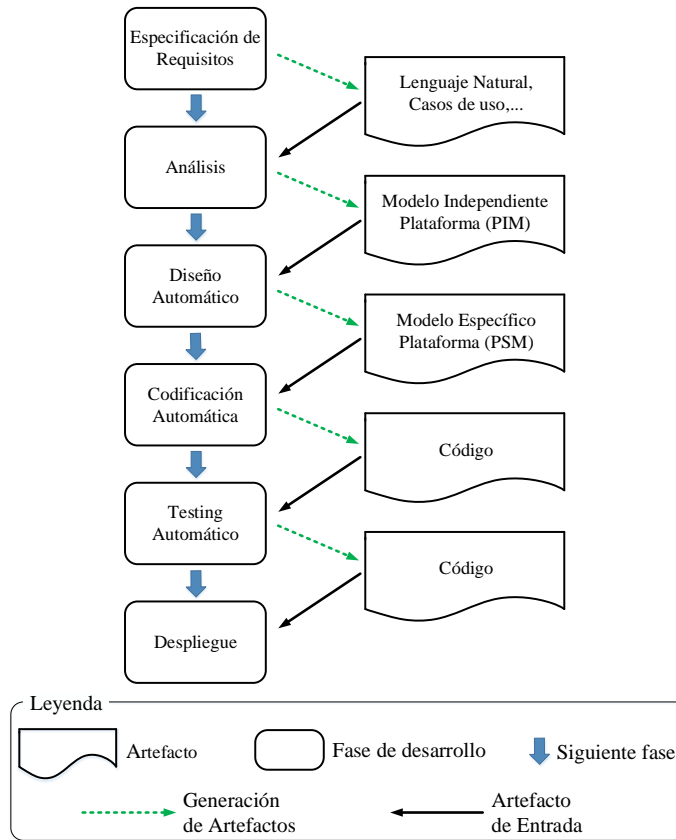 Especificación de
Requisitos
Lenguaje Natural,
Casos de uso,...
Análisis
Modelo Independiente
Plataforma (PIM)
Diseño
Automático
Modelo Específico
Plataforma (PSM)
Codificación
Automática
Código
Testing
Automático
Código
Despliegue
Leyenda
Artefacto
Fase de desarrollo
Siguiente fase
Generación
de Artefactos
Artefacto
de Entrada